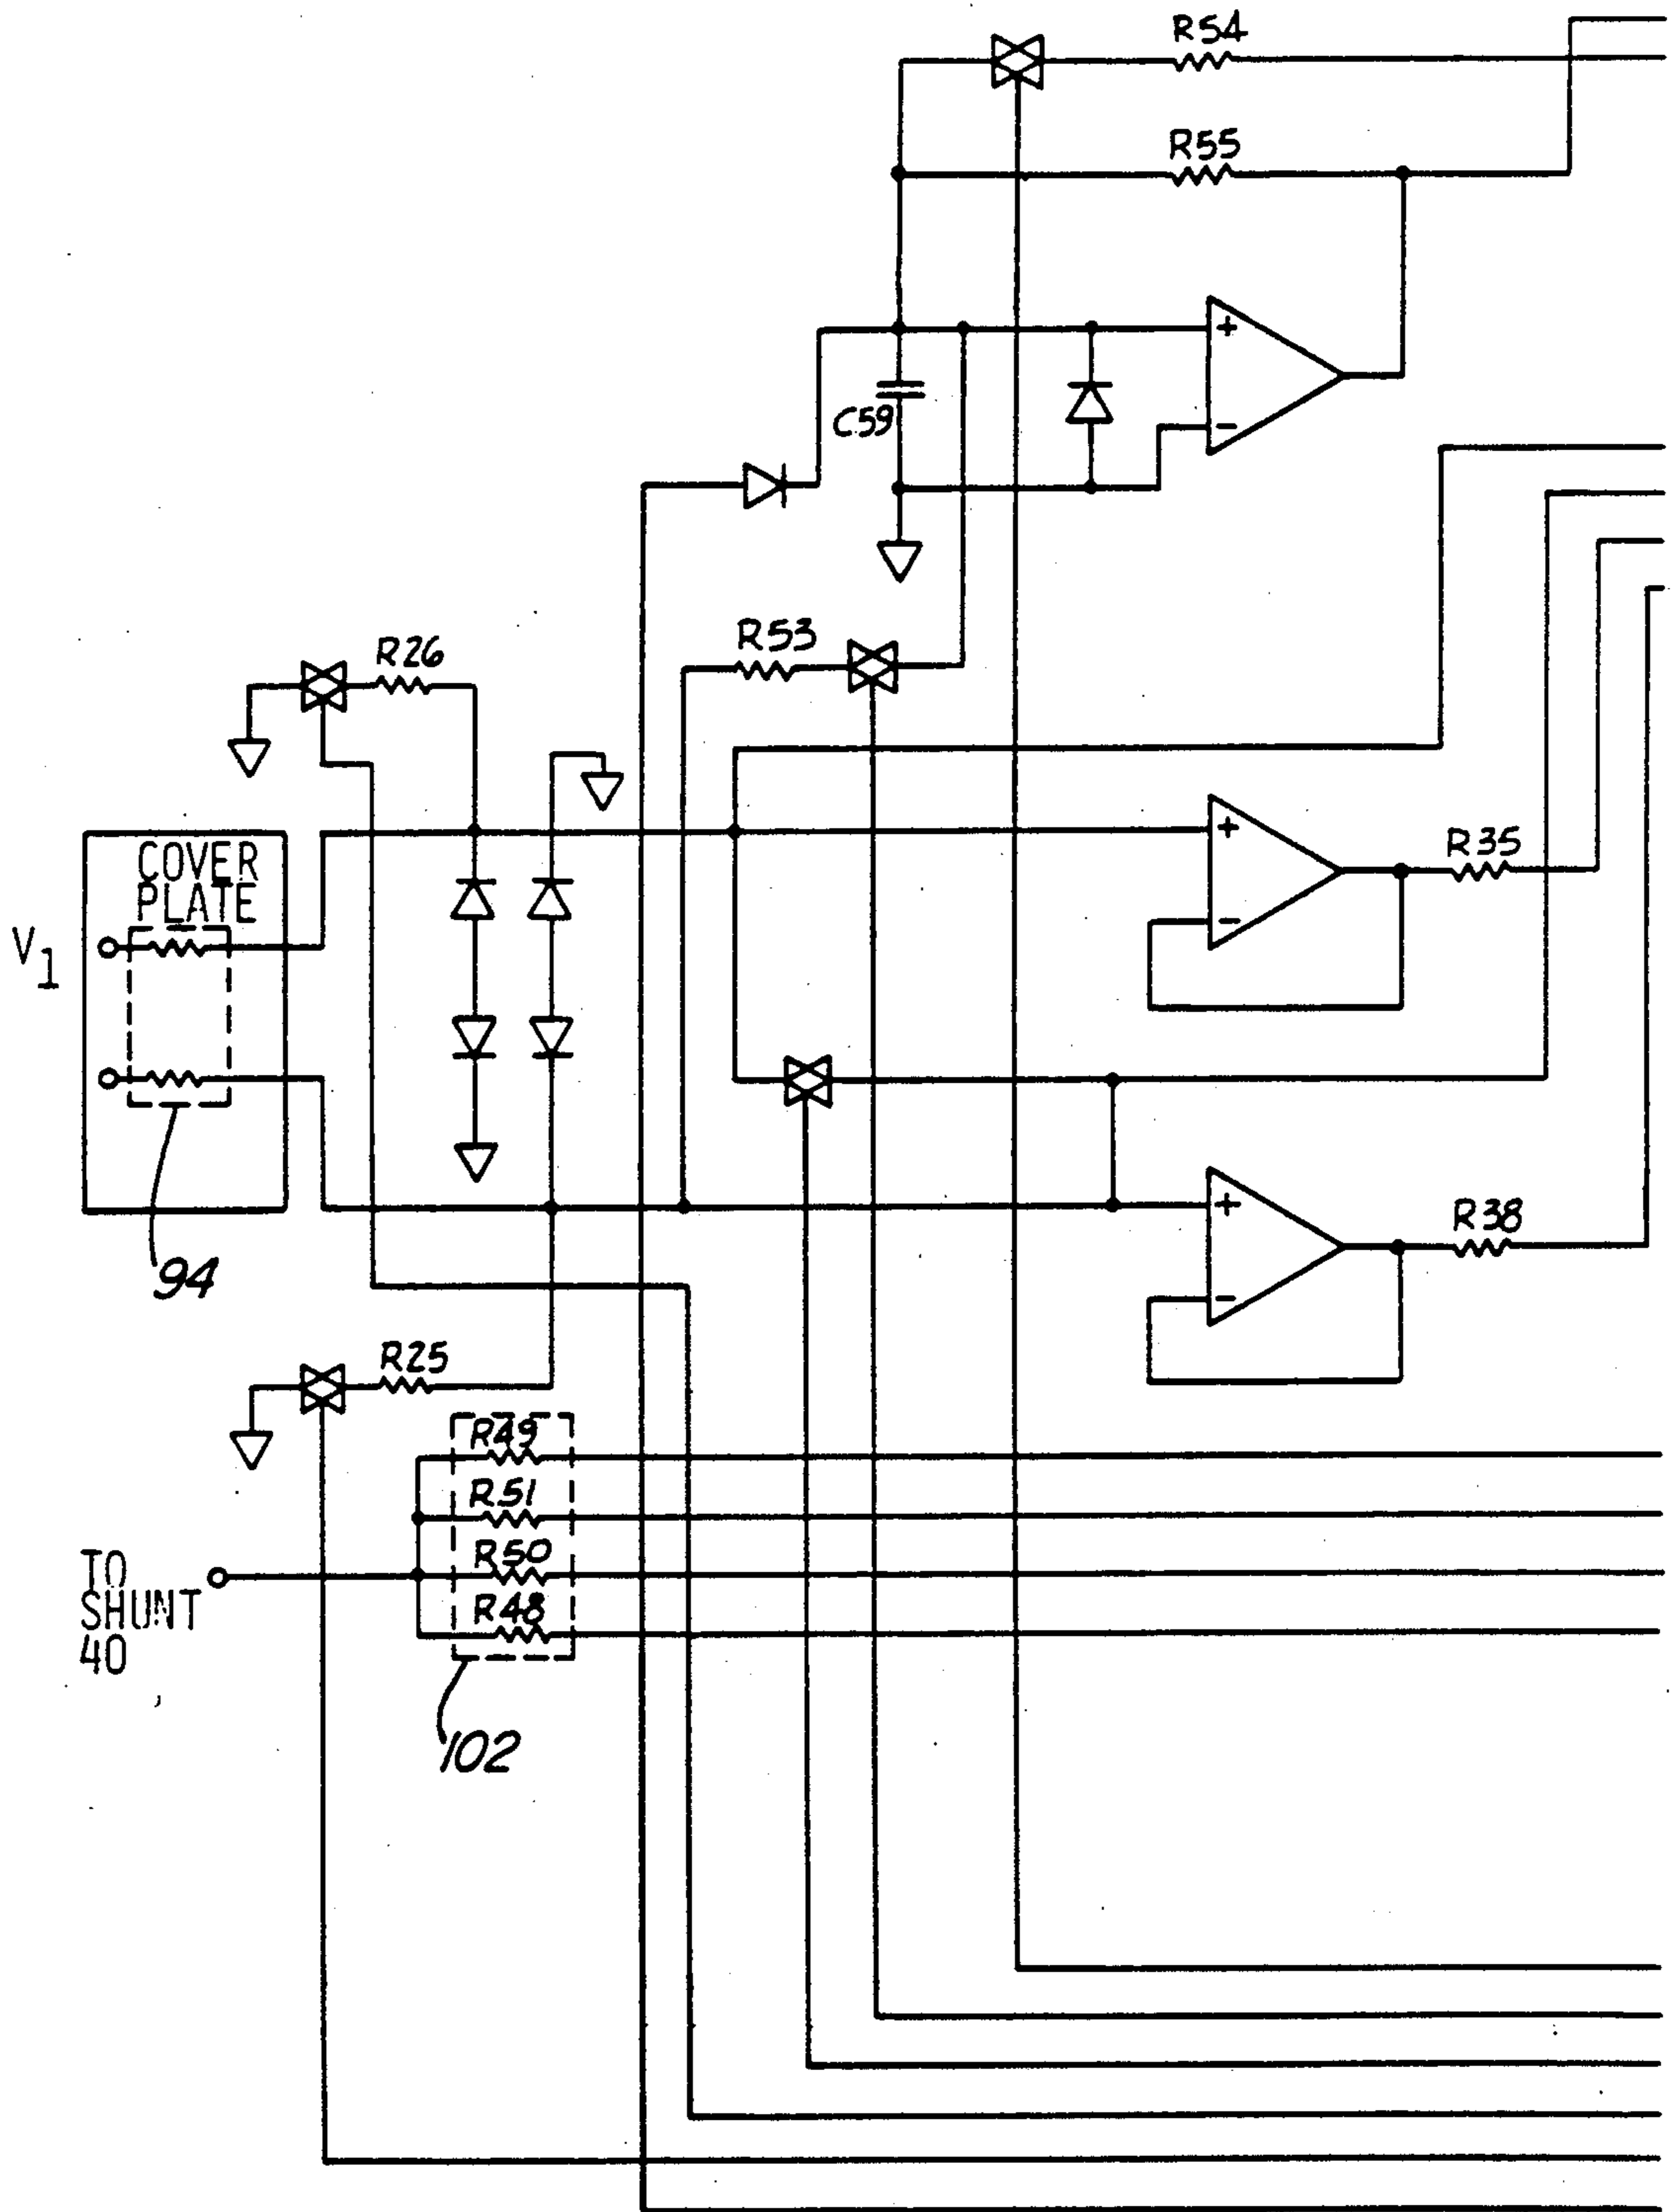 R54
R55
+
C59
−
R53
R26
COVER
PLATE
+
R35
−
V1
+
R38
−
94
R25
R49
R51
R50
R48
TO
SHUNT
40
102